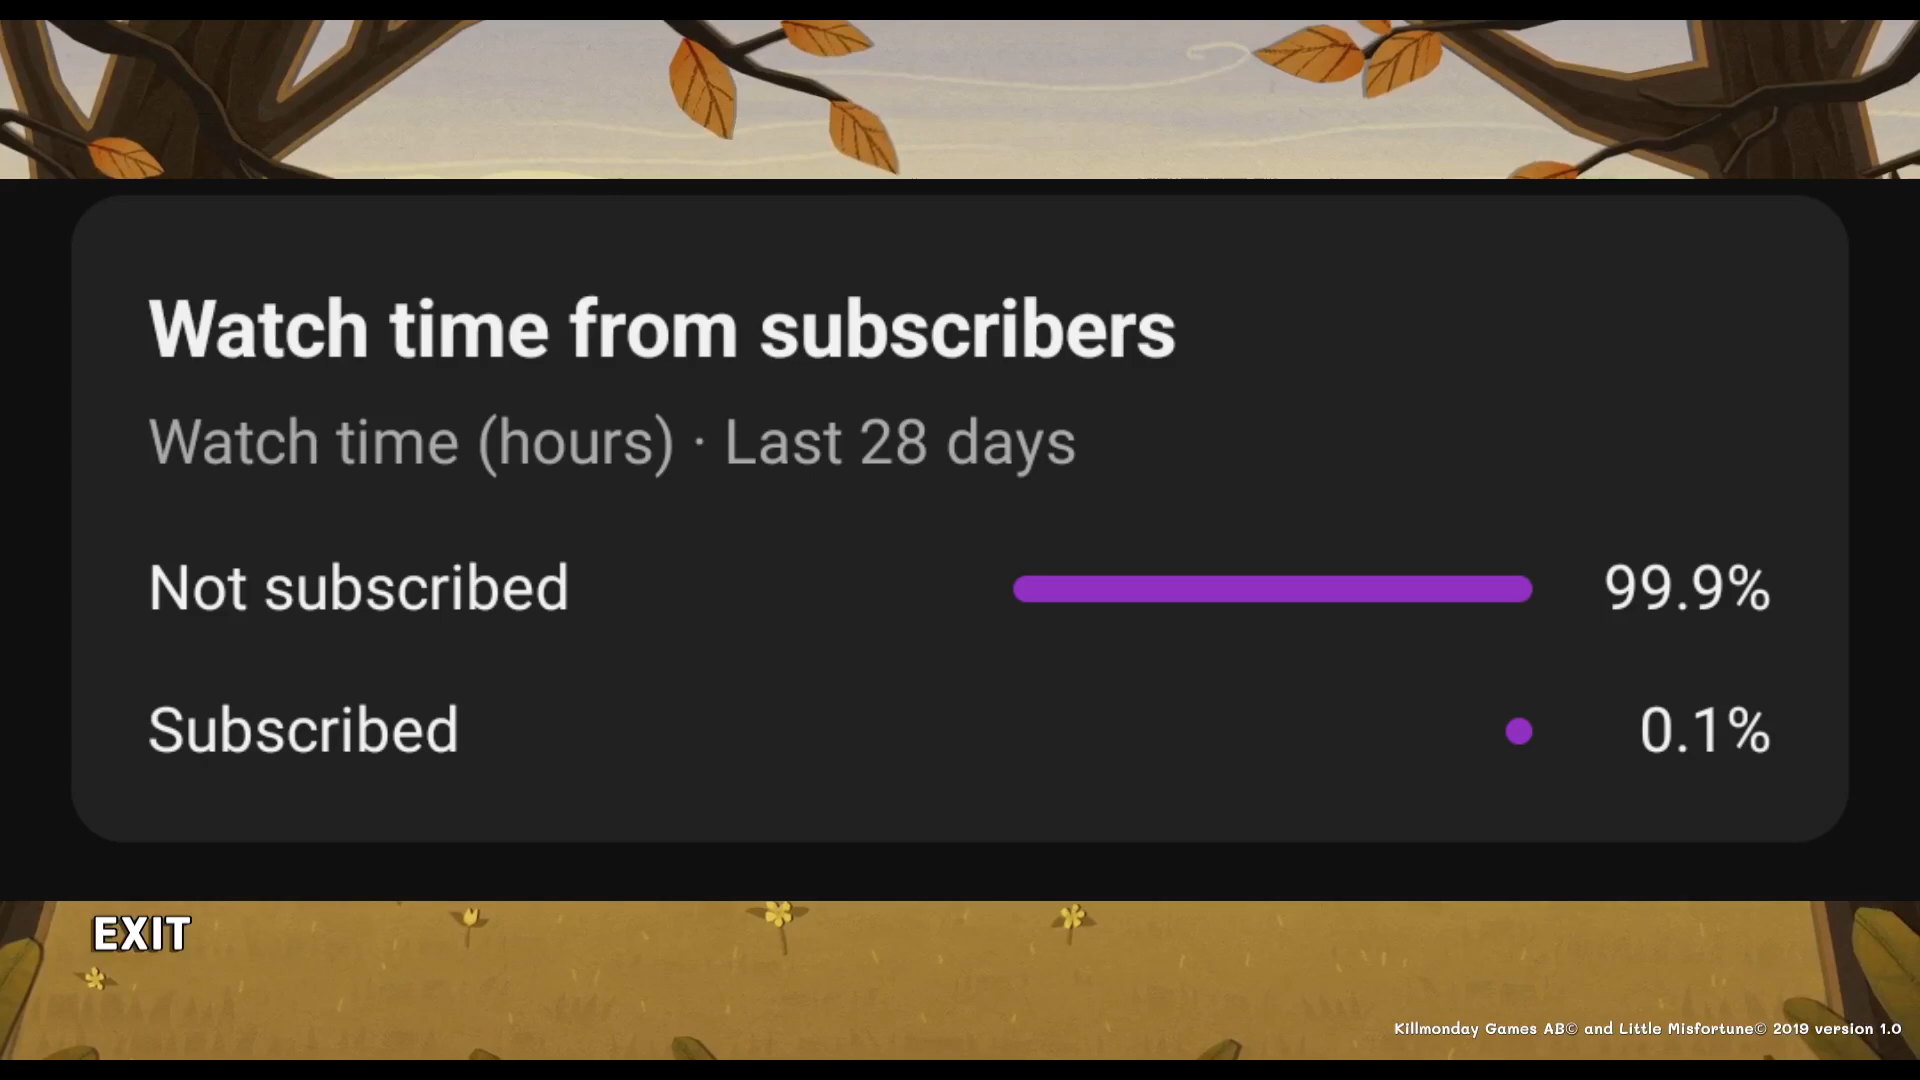 Watch time from subscribers
Watch time (hours) · Last 28 days
Not subscribed 99.9%
Subscribed 0.1%
EXIT
Killmonday Games AB© and Little Misfortune© 2019 version 1.0